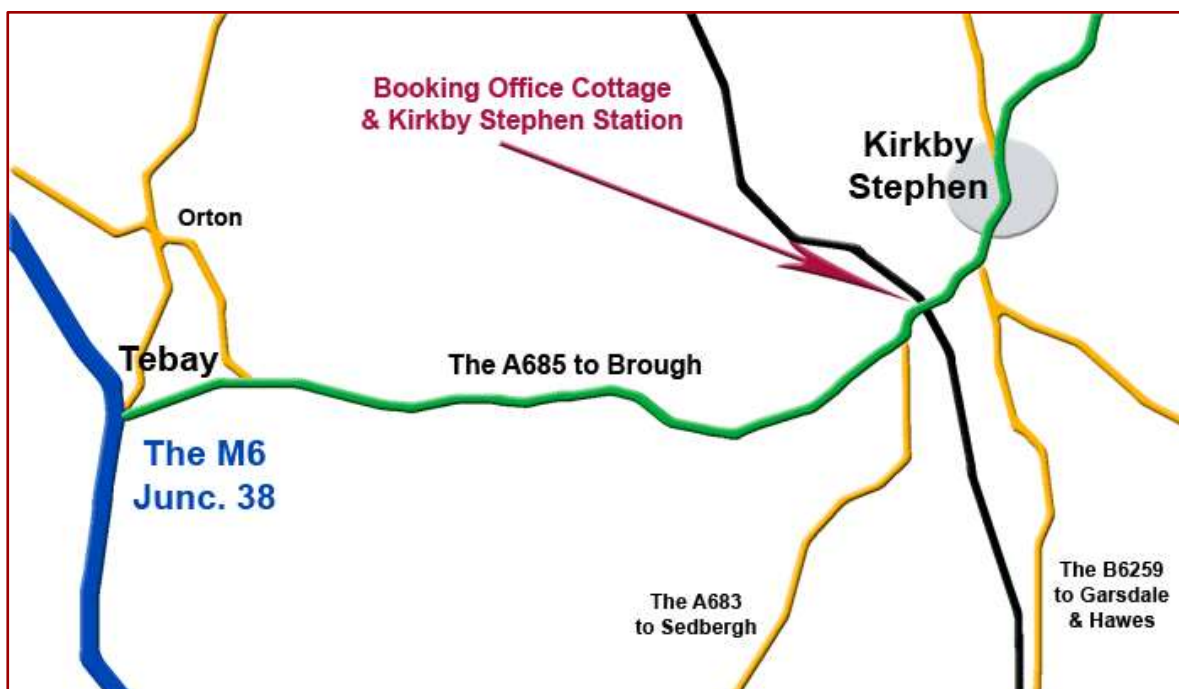 Booking Office Cottage
& Kirkby Stephen Station
Kirkby
Stephen
Orton
Tebay
The A685 to Brough
The M6
Junc. 38
The A683
to Sedbergh
The B6259
to Garsdale
& Hawes